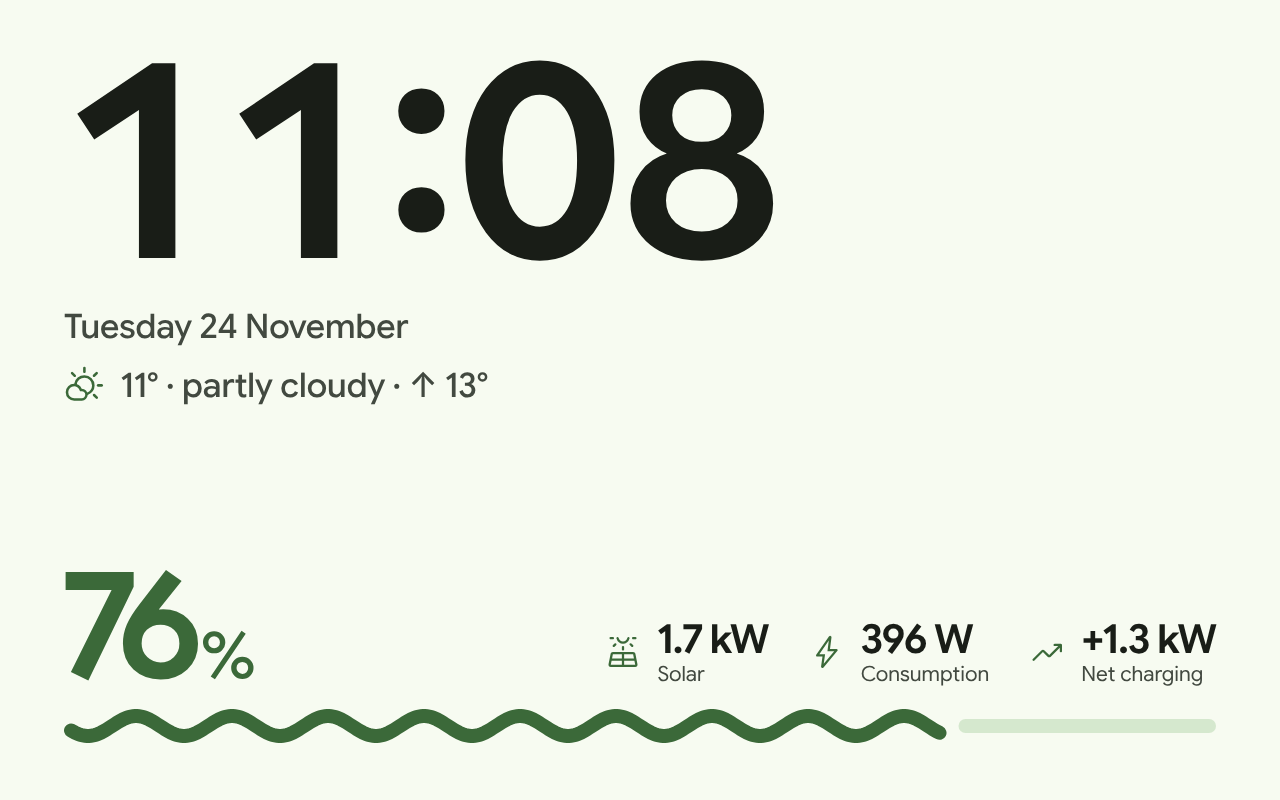 11:08
Tuesday 24 November
11° · partly cloudy · ↑ 13°
76%
1.7 kW
Solar
396 W
Consumption
+1.3 kW
Net charging